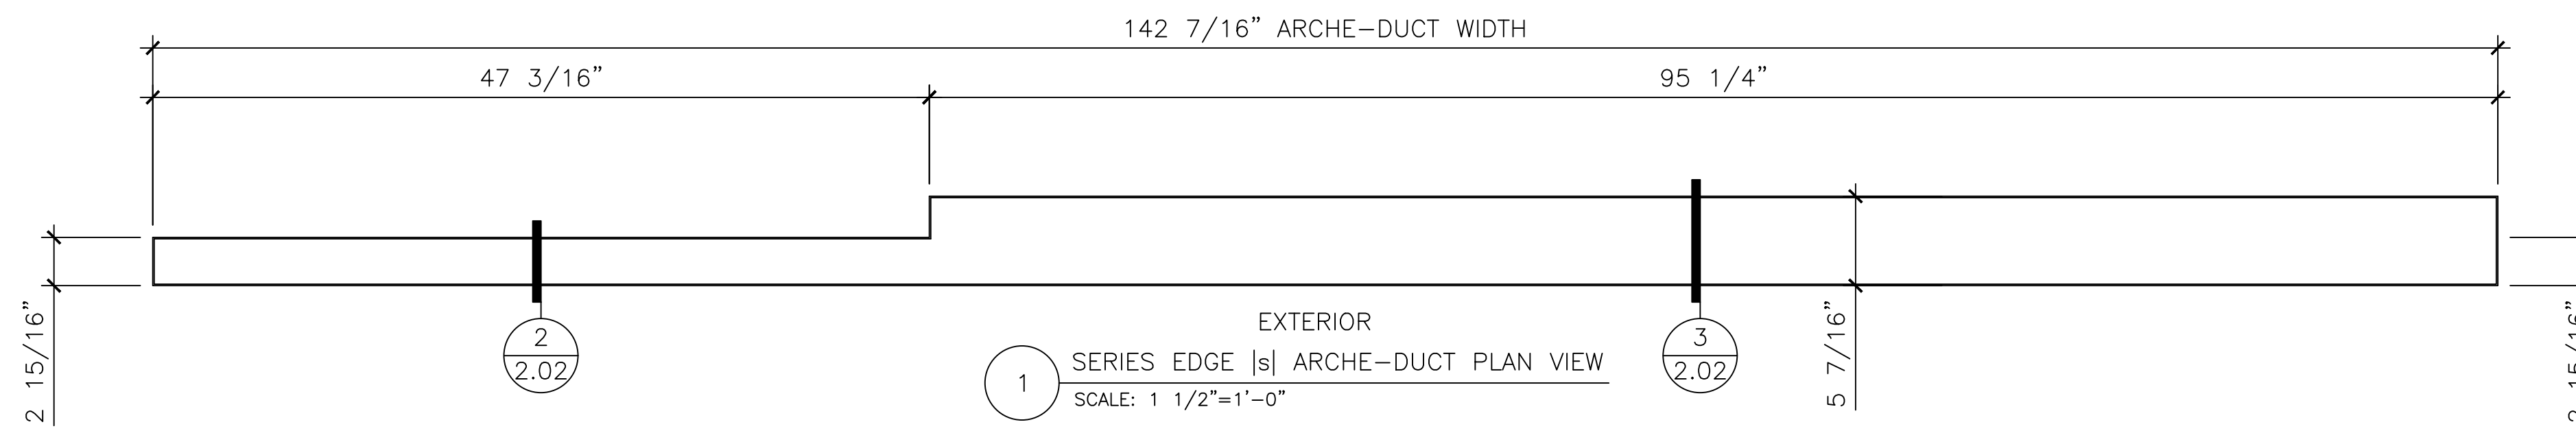 142 7/16” ARCHE-DUCT WIDTH
47 3/16”
95 1/4”
2 15/16”
2
2.02
EXTERIOR
1
SERIES EDGE |s| ARCHE-DUCT PLAN VIEW
SCALE: 1 1/2”=1’-0”
3
2.02
5 7/16”
15/16”